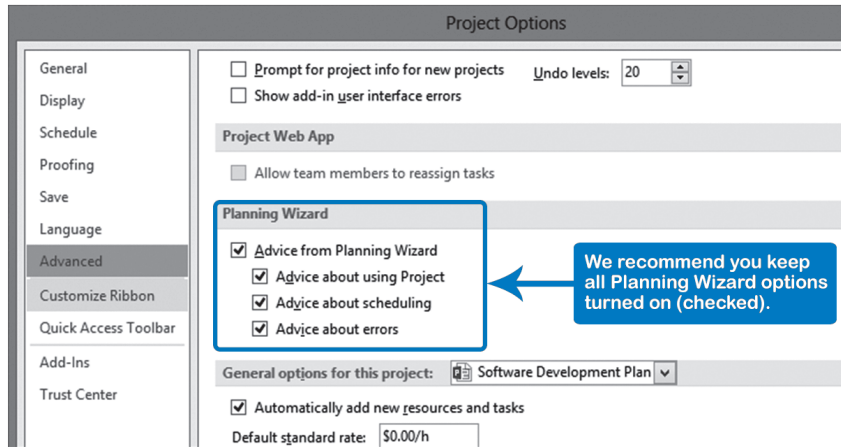 Project Options
General
Display
Schedule
Proofing
Save
Language
Advanced
Customize Ribbon
Quick Access Toolbar
Add-Ins
Trust Center
Prompt for project info for new projects Undo levels: 20
Show add-in user interface errors
Project Web App
Allow team members to reassign tasks
Planning Wizard
Advice from Planning Wizard
Advice about using Project
Advice about scheduling
Advice about errors
We recommend you keep
all Planning Wizard options
turned on (checked).
General options for this project: Software Development Plan
Automatically add new resources and tasks
Default standard rate: $0.00/h